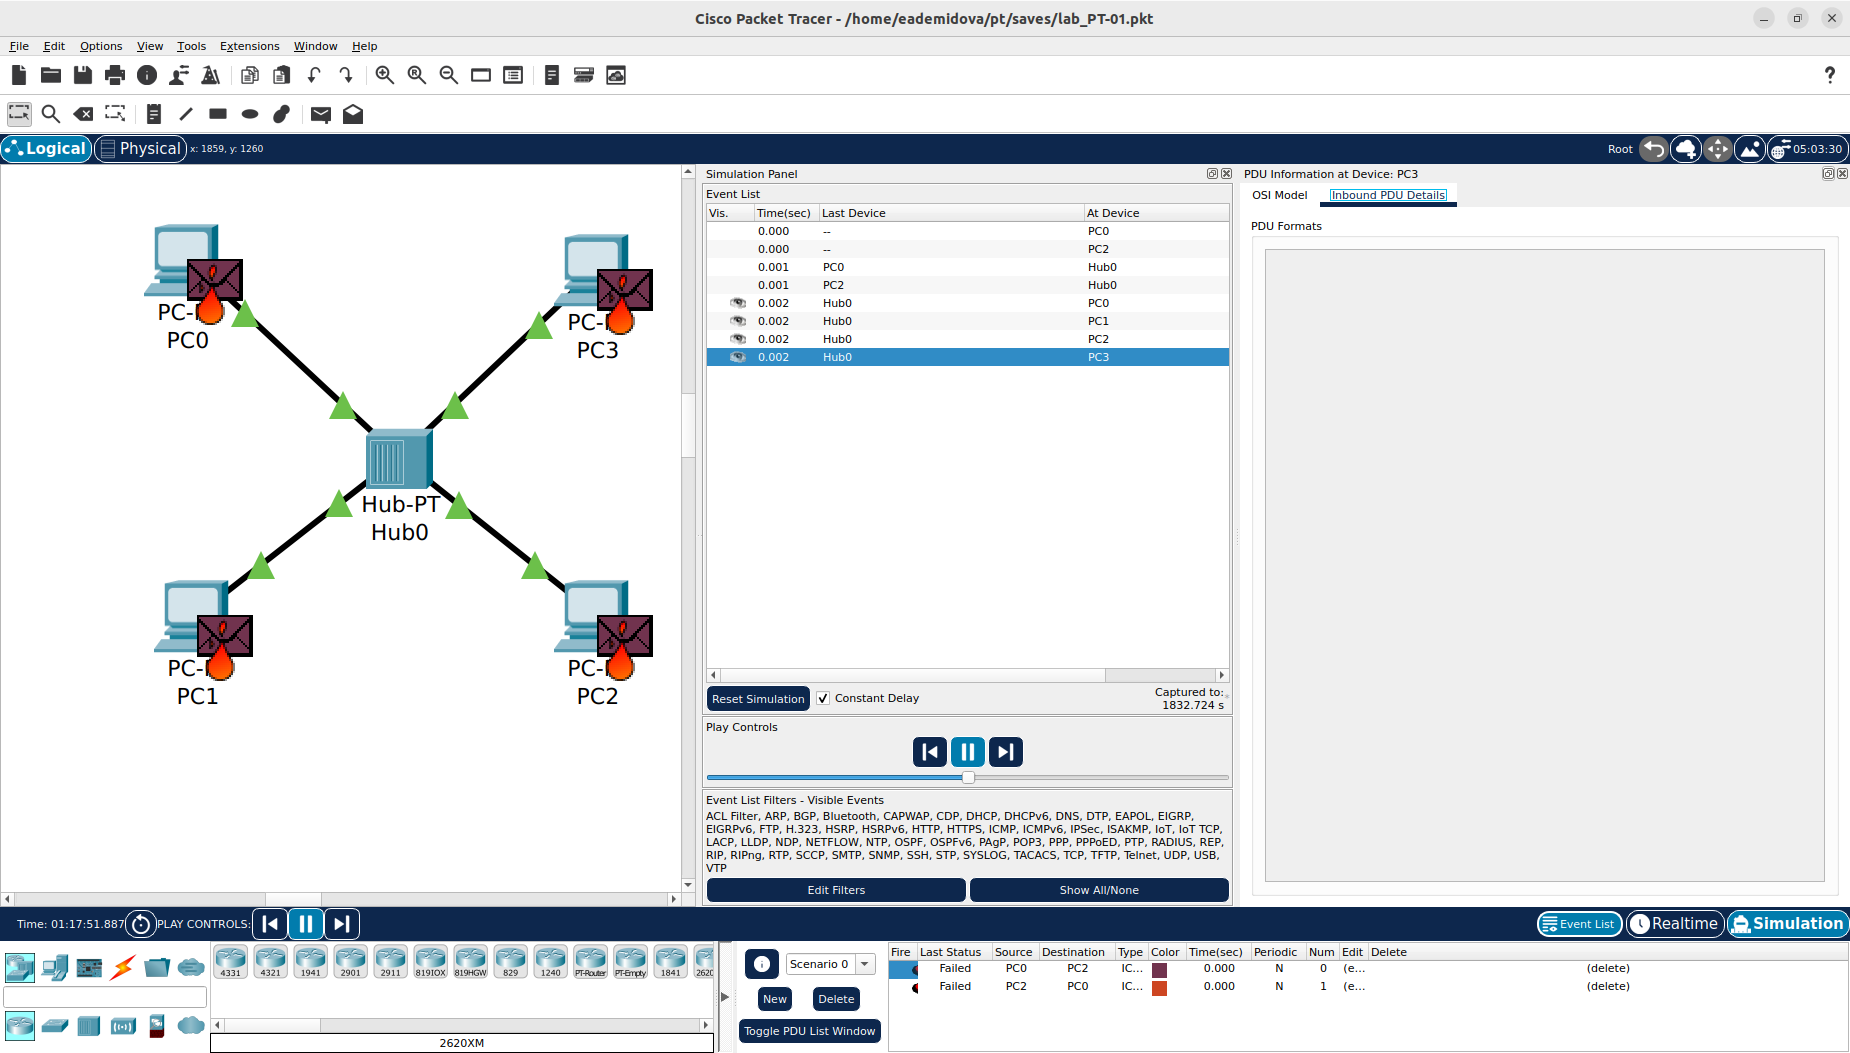 Cisco Packet Tracer - /home/eademidova/pt/saves/lab_PT-01.pkt
File Edit Options View Tools Extensions Window Help
?
Logical Physical x: 1859, y: 1260
Root 05:03:30
PC0
PC3
Hub-PT
Hub0
PC1
PC2
Simulation Panel
Event List
Vis. Time(sec) Last Device At Device
0.000 -- PC0
0.000 -- PC2
0.001 PC0 Hub0
0.001 PC2 Hub0
0.002 Hub0 PC0
0.002 Hub0 PC1
0.002 Hub0 PC2
0.002 Hub0 PC3
Reset Simulation Constant Delay
Captured to:
1832.724 s
Play Controls
Event List Filters - Visible Events
ACL Filter, ARP, BGP, Bluetooth, CAPWAP, CDP, DHCP, DHCPv6, DNS, DTP, EAPOL, EIGRP,
EIGRPv6, FTP, H.323, HSRP, HSRPv6, HTTP, HTTPS, ICMP, ICMPv6, IPSec, ISAKMP, IoT, IoT TCP,
LACP, LLDP, NDP, NETFLOW, NTP, OSPF, OSPFv6, PAgP, POP3, PPP, PPPoED, PTP, RADIUS, REP,
RIP, RIPng, RTP, SCCP, SMTP, SNMP, SSH, STP, SYSLOG, TACACS, TCP, TFTP, Telnet, UDP, USB,
VTP
Edit Filters Show All/None
PDU Information at Device: PC3
OSI Model Inbound PDU Details
PDU Formats
Time: 01:17:51.887 PLAY CONTROLS:
Event List Realtime Simulation
4331 4321 1941 2901 2911 819IOX 819HGW 829 1240 PT-Router PT-Empty 1841 2620
2620XM
Scenario 0
New Delete
Toggle PDU List Window
Fire Last Status Source Destination Type Color Time(sec) Periodic Num Edit Delete
Failed PC0 PC2 IC... 0.000 N 0 (e... (delete)
Failed PC2 PC0 IC... 0.000 N 1 (e... (delete)